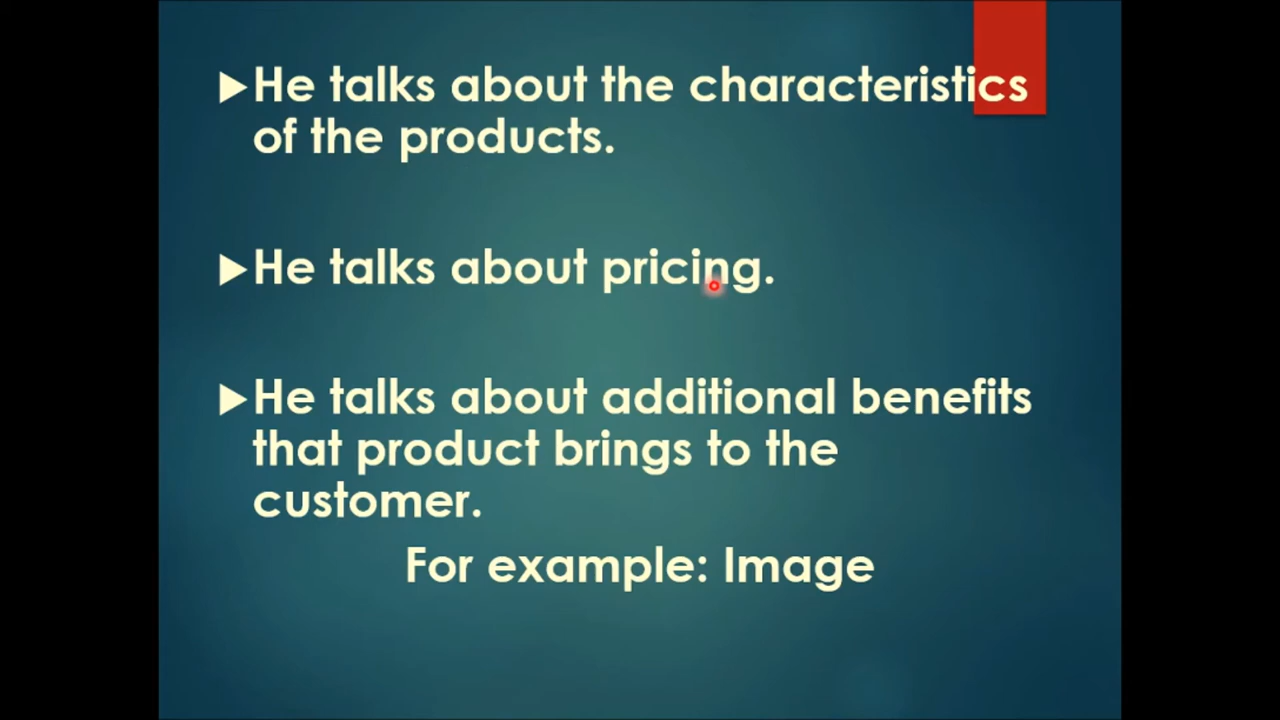 He talks about the characteristics
of the products.
He talks about pricing.
He talks about additional benefits
that product brings to the
customer.
For example: Image